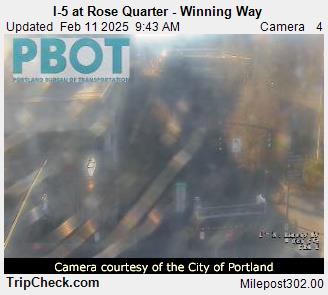 I-5 at Rose Quarter - Winning Way
Updated Feb 11 2025 9:43 AM Camera 4
PBOT
PORTLAND BUREAU OF TRANSPORTATION
Camera courtesy of the City of Portland
TripCheck.com Milepost302.00